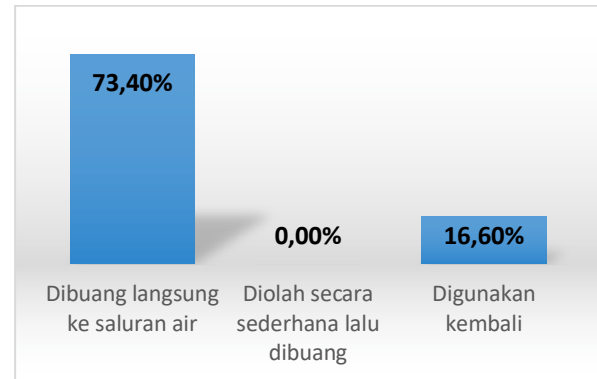 73,40%
0,00%
16,60%
Dibuang langsung
ke saluran air
Diolah secara
sederhana lalu
dibuang
Digunakan
kembali